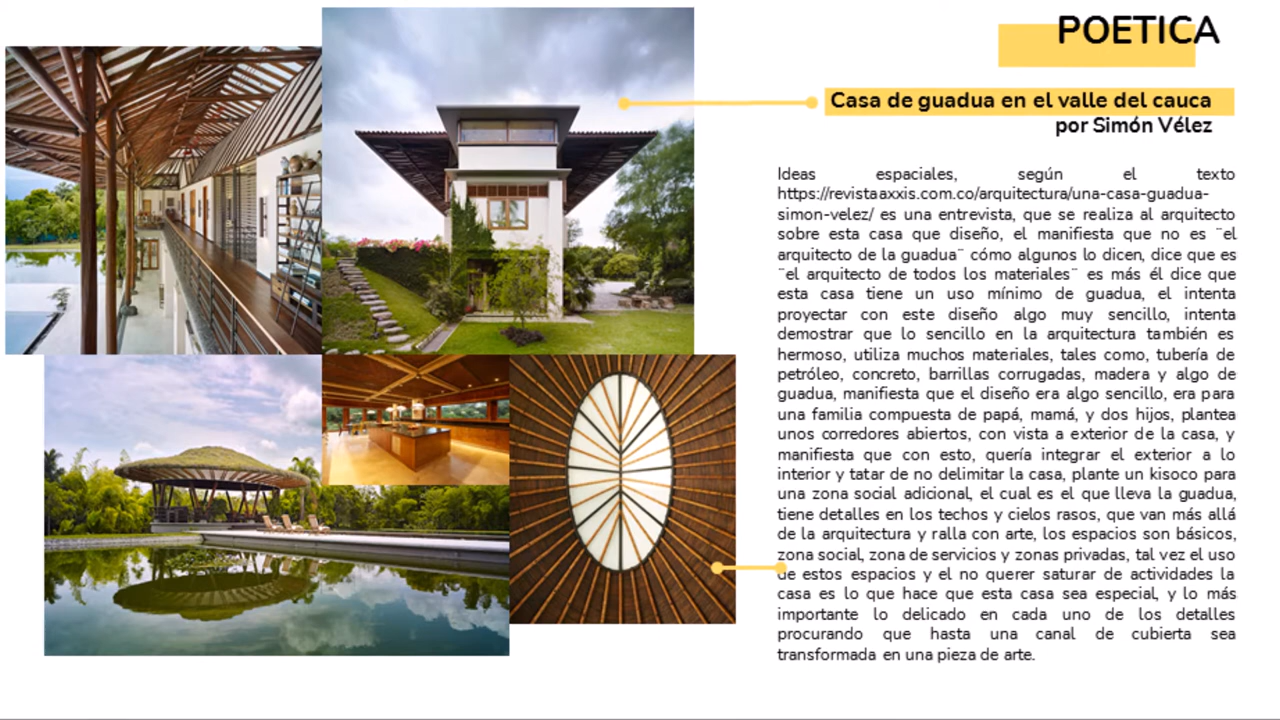 POETICA
Casa de guadua en el valle del cauca
por Simón Vélez
Ideas espaciales, según el texto
https://revistaaxxis.com.co/arquitectura/una-casa-guadua-
simon-velez/ es una entrevista, que se realiza al arquitecto
sobre esta casa que diseño, el manifiesta que no es ¨el
arquitecto de la guadua¨ cómo algunos lo dicen, dice que es
¨el arquitecto de todos los materiales¨ es más él dice que
esta casa tiene un uso mínimo de guadua, el intenta
proyectar con este diseño algo muy sencillo, intenta
demostrar que lo sencillo en la arquitectura también es
hermoso, utiliza muchos materiales, tales como, tubería de
petróleo, concreto, barrillas corrugadas, madera y algo de
guadua, manifiesta que el diseño era algo sencillo, era para
una familia compuesta de papá, mamá, y dos hijos, plantea
unos corredores abiertos, con vista a exterior de la casa, y
manifiesta que con esto, quería integrar el exterior a lo
interior y tatar de no delimitar la casa, plante un kisoco para
una zona social adicional, el cual es el que lleva la guadua,
tiene detalles en los techos y cielos rasos, que van más allá
de la arquitectura y ralla con arte, los espacios son básicos,
zona social, zona de servicios y zonas privadas, tal vez el uso
de estos espacios y el no querer saturar de actividades la
casa es lo que hace que esta casa sea especial, y lo más
importante lo delicado en cada uno de los detalles
procurando que hasta una canal de cubierta sea
transformada en una pieza de arte.